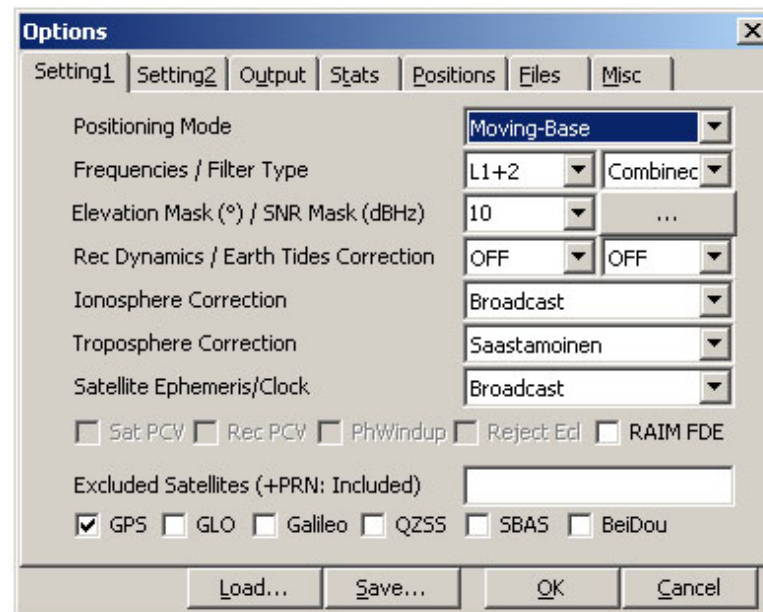 Options
Setting1 Setting2 Output Stats Positions Files Misc
Positioning Mode Moving-Base
Frequencies / Filter Type L1+2 Combinec
Elevation Mask (°) / SNR Mask (dBHz) 10 ...
Rec Dynamics / Earth Tides Correction OFF OFF
Ionosphere Correction Broadcast
Troposphere Correction Saastamoinen
Satellite Ephemeris/Clock Broadcast
Sat PCV Rec PCV PhWindup Reject Ecl RAIM FDE
Excluded Satellites (+PRN: Included)
GPS GLO Galileo QZSS SBAS BeiDou
Load... Save... OK Cancel